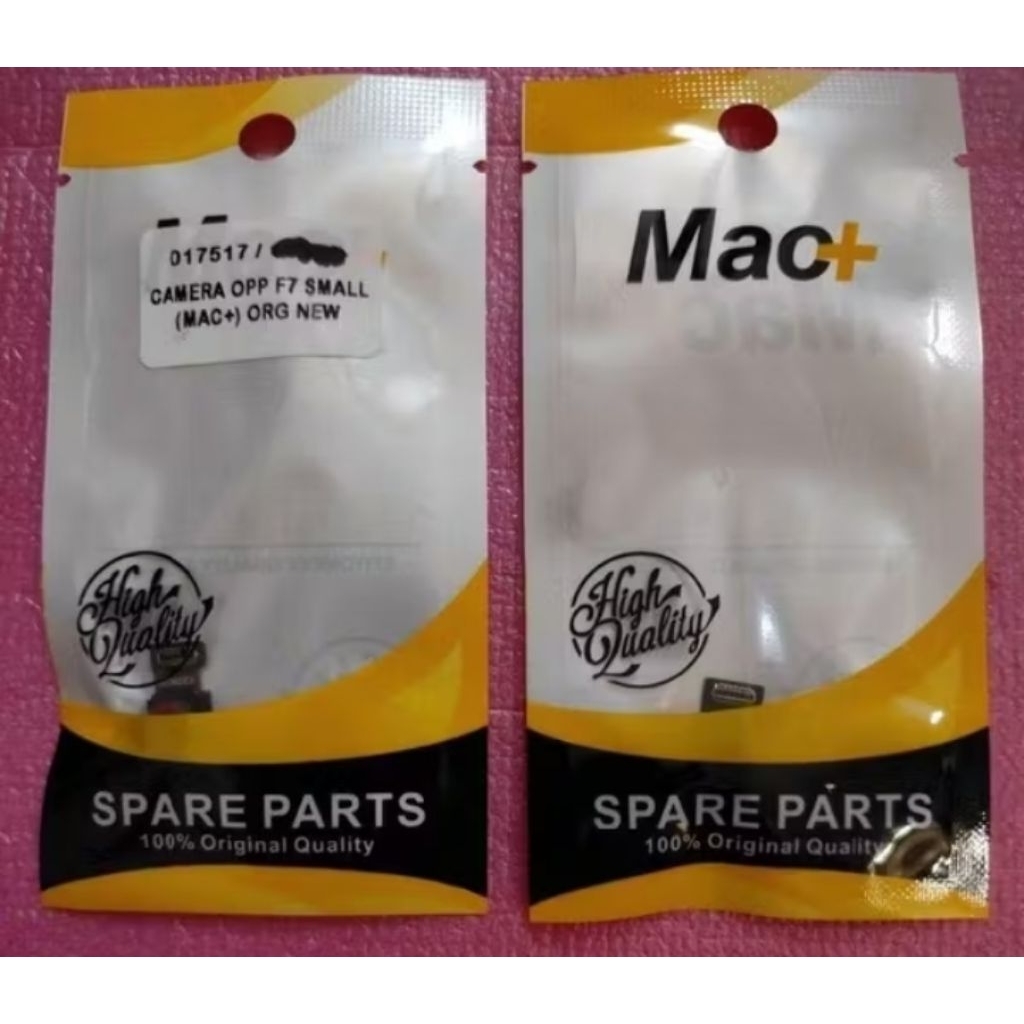 017517 /
CAMERA OPP F7 SMALL
(MAC+) ORG NEW
High
Quality
SPARE PARTS
100% Original Quality
Mac+
High
Quality
SPARE PARTS
100% Original Quality